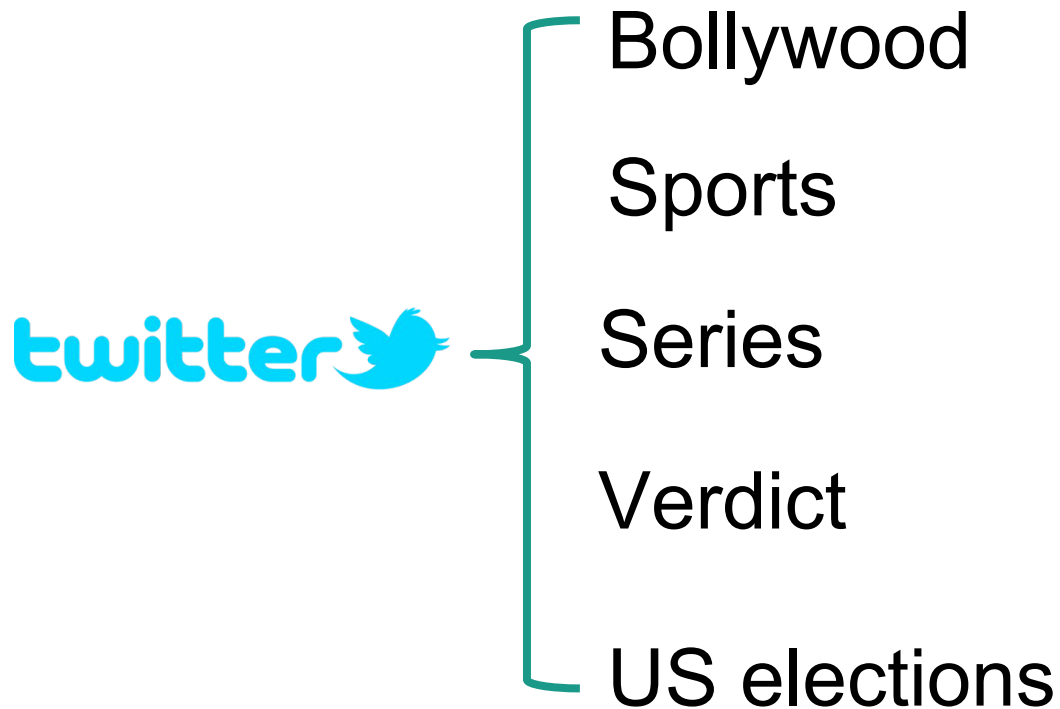 Bollywood
Sports
twitter
Series
Verdict
US elections